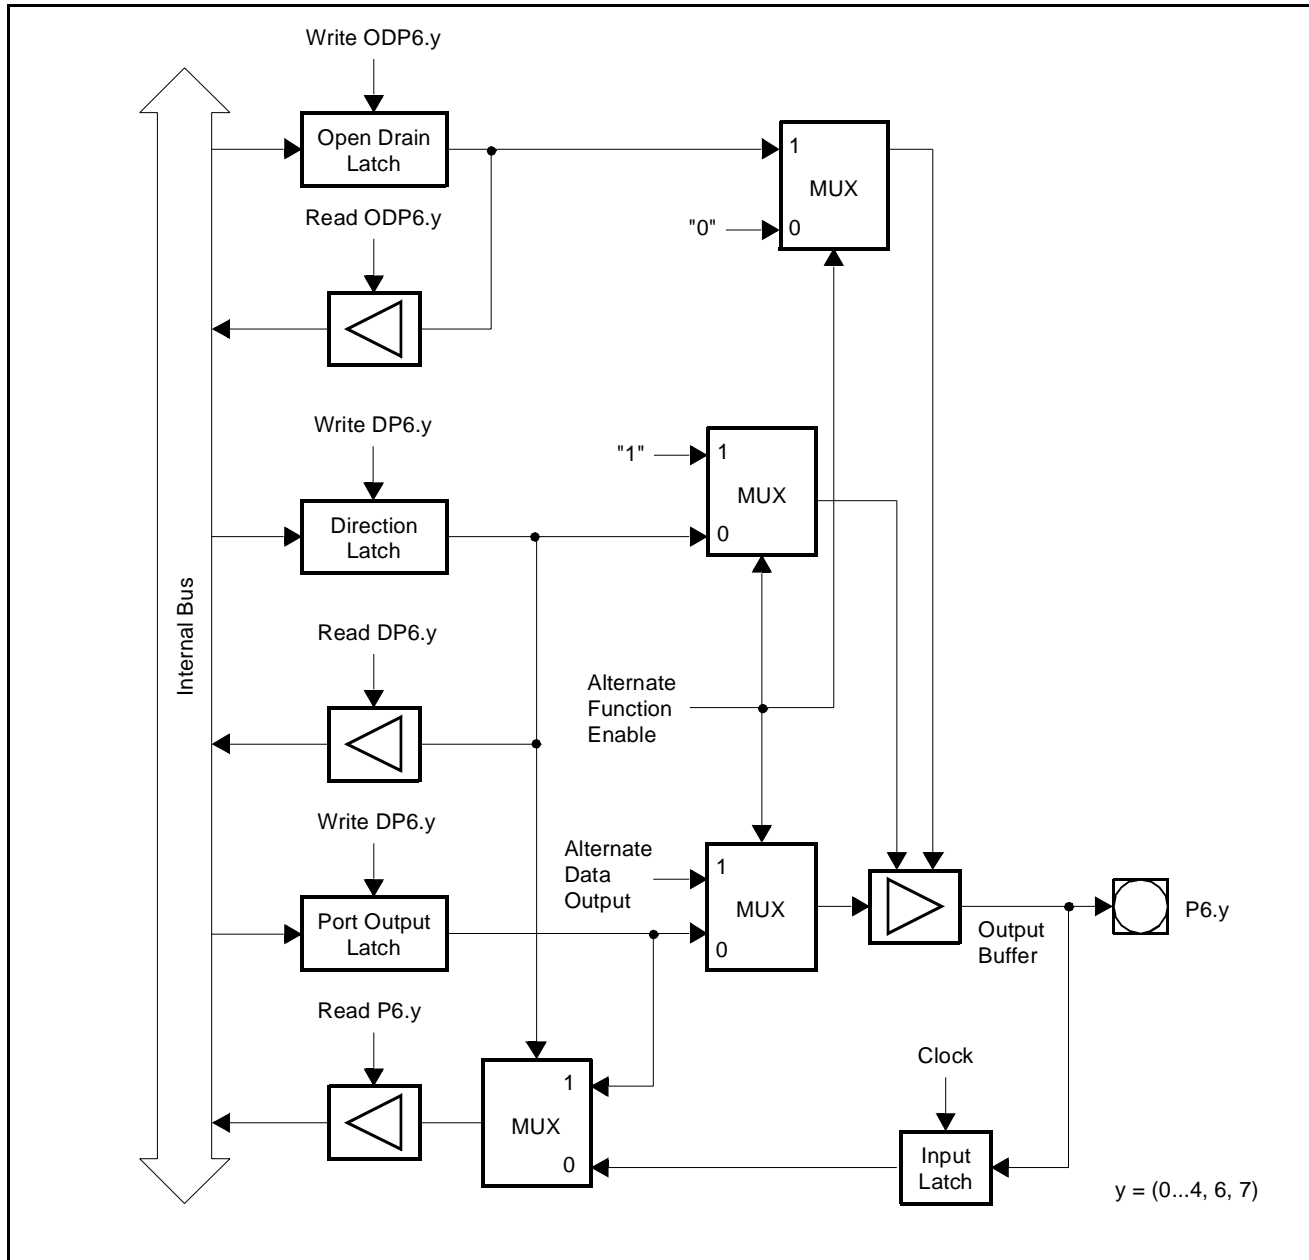 Write ODP6.y
Open Drain
Latch
1
MUX
"0"
0
Read ODP6.y
Write DP6.y
"1"
1
MUX
Direction
Latch
0
Internal Bus
Read DP6.y
Alternate
Function
Enable
Write DP6.y
Alternate
Data
Output
1
MUX
0
Port Output
Latch
P6.y
Output
Buffer
Read P6.y
Clock
1
MUX
0
Input
Latch
y = (0...4, 6, 7)